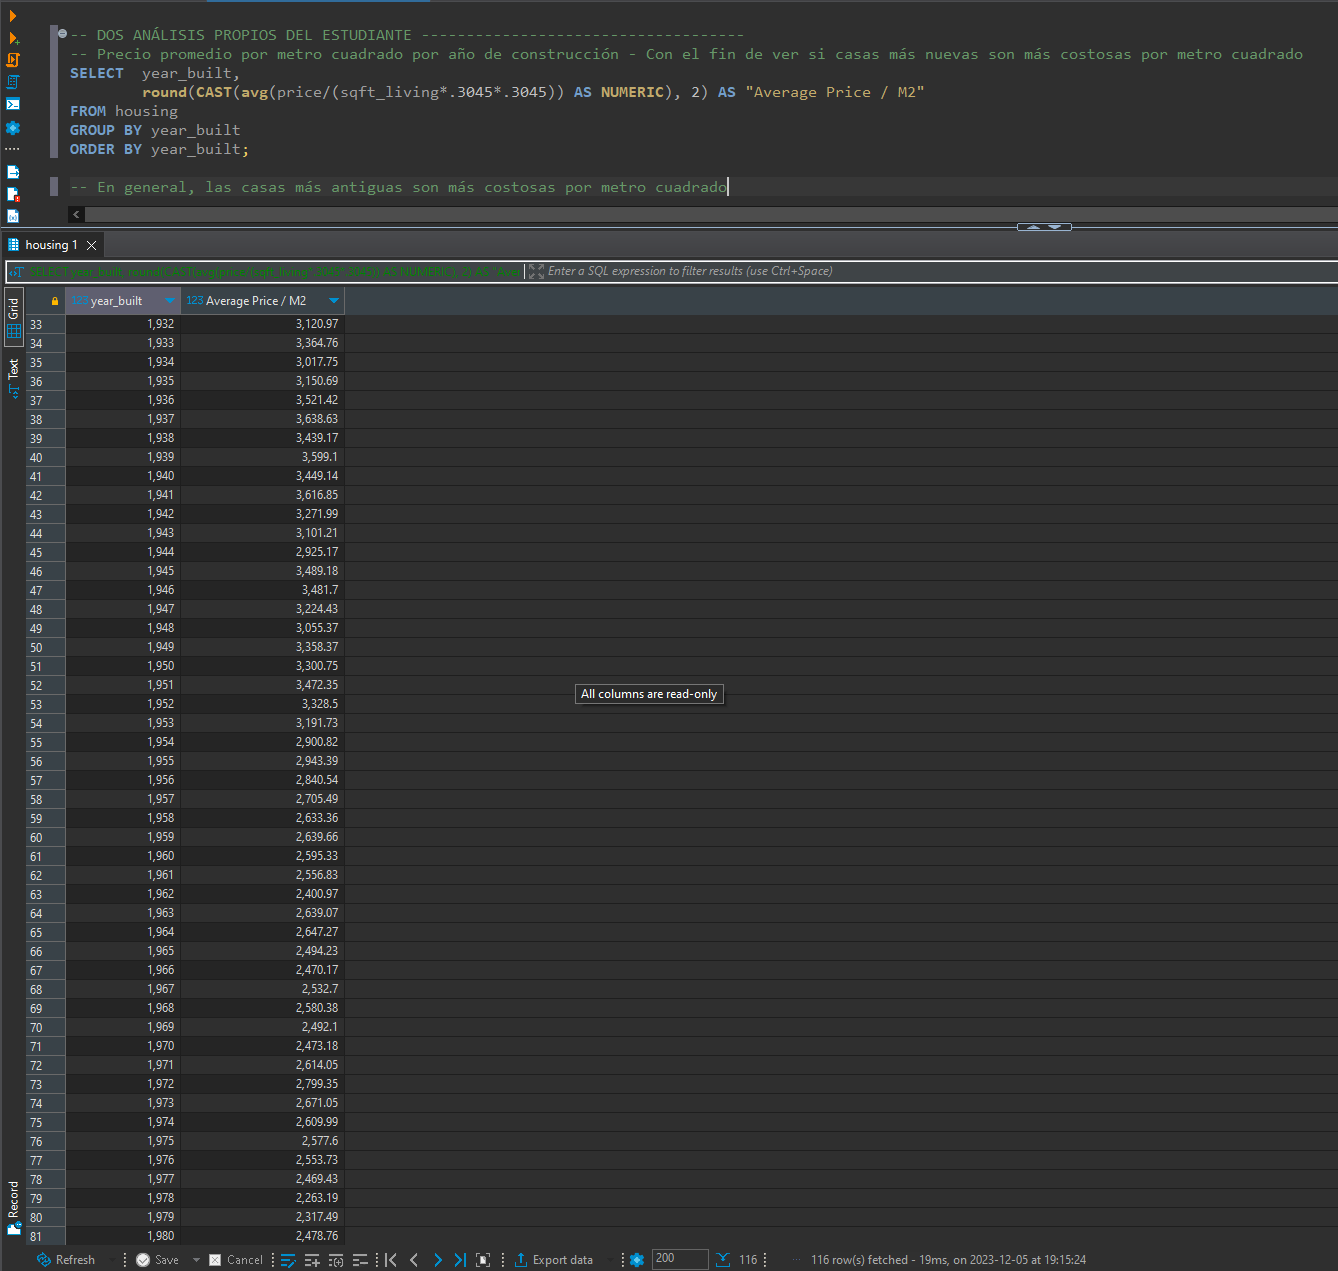 -- DOS ANÁLISIS PROPIOS DEL ESTUDIANTE ------------------------------------
-- Precio promedio por metro cuadrado por año de construcción - Con el fin de ver si casas más nuevas son más costosas por metro cuadrado
SELECT  year_built,
        round(CAST(avg(price/(sqft_living*.3045*.3045)) AS NUMERIC), 2) AS "Average Price / M2"
FROM housing
GROUP BY year_built
ORDER BY year_built;
-- En general, las casas más antiguas son más costosas por metro cuadrado
housing 1
SELECT year_built, round(CAST(avg(price/(sqft_living*.3045*.3045)) AS NUMERIC), 2) AS "Aver
Enter a SQL expression to filter results (use Ctrl+Space)
Grid
Text
Record
123 year_built 123 Average Price / M2
33 1,932 3,120.97
34 1,933 3,364.76
35 1,934 3,017.75
36 1,935 3,150.69
37 1,936 3,521.42
38 1,937 3,638.63
39 1,938 3,439.17
40 1,939 3,599.1
41 1,940 3,449.14
42 1,941 3,616.85
43 1,942 3,271.99
44 1,943 3,101.21
45 1,944 2,925.17
46 1,945 3,489.18
47 1,946 3,481.7
48 1,947 3,224.43
49 1,948 3,055.37
50 1,949 3,358.37
51 1,950 3,300.75
52 1,951 3,472.35
53 1,952 3,328.5
54 1,953 3,191.73
55 1,954 2,900.82
56 1,955 2,943.39
57 1,956 2,840.54
58 1,957 2,705.49
59 1,958 2,633.36
60 1,959 2,639.66
61 1,960 2,595.33
62 1,961 2,556.83
63 1,962 2,400.97
64 1,963 2,639.07
65 1,964 2,647.27
66 1,965 2,494.23
67 1,966 2,470.17
68 1,967 2,532.7
69 1,968 2,580.38
70 1,969 2,492.1
71 1,970 2,473.18
72 1,971 2,614.05
73 1,972 2,799.35
74 1,973 2,671.05
75 1,974 2,609.99
76 1,975 2,577.6
77 1,976 2,553.73
78 1,977 2,469.43
79 1,978 2,263.19
80 1,979 2,317.49
81 1,980 2,478.76
All columns are read-only
Refresh Save Cancel Export data 200 116 116 row(s) fetched - 19ms, on 2023-12-05 at 19:15:24